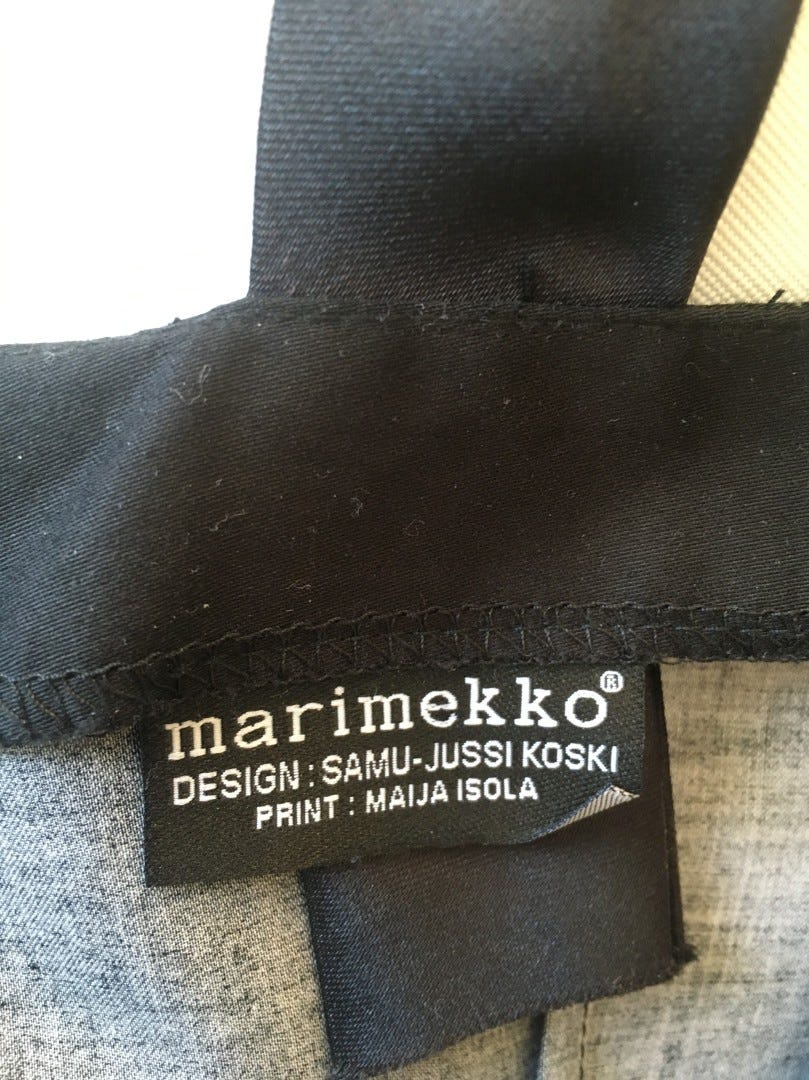 marimekko®
DESIGN : SAMU-JUSSI KOSKI
PRINT : MAIJA ISOLA